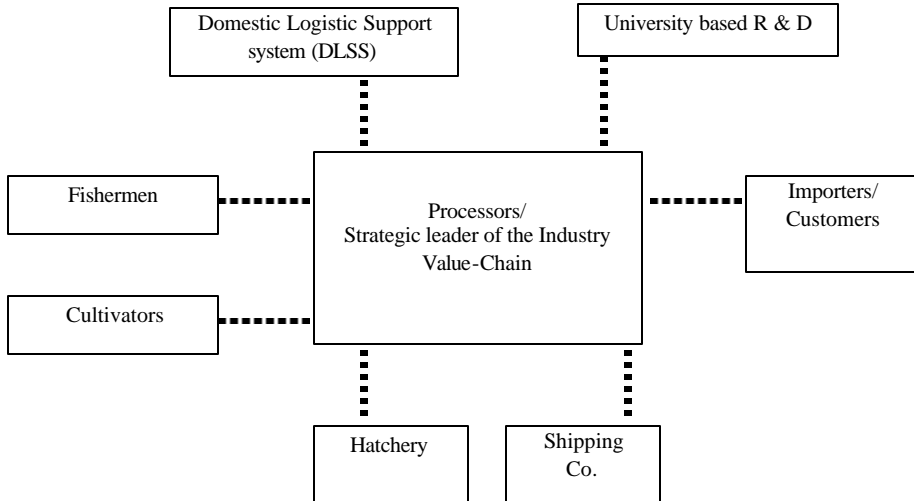 Domestic Logistic Support
system (DLSS)
University based R & D
Fishermen
Processors/
Strategic leader of the Industry
Value-Chain
Importers/
Customers
Cultivators
Hatchery
Shipping
Co.